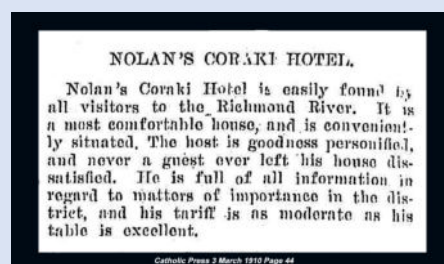 NOLAN'S CORAKI HOTEL.
Nolan's Coraki Hotel is easily found by
all visitors to the Richmond River. It is
a most comfortable house, and is convenient-
ly situated. The host is goodness personified,
and never a guest ever left his house dis-
satisfied. He is full of all information in
regard to matters of importance in the dis-
trict, and his tariff is as moderate as his
table is excellent.
Catholic Press 3 March 1910 Page 44